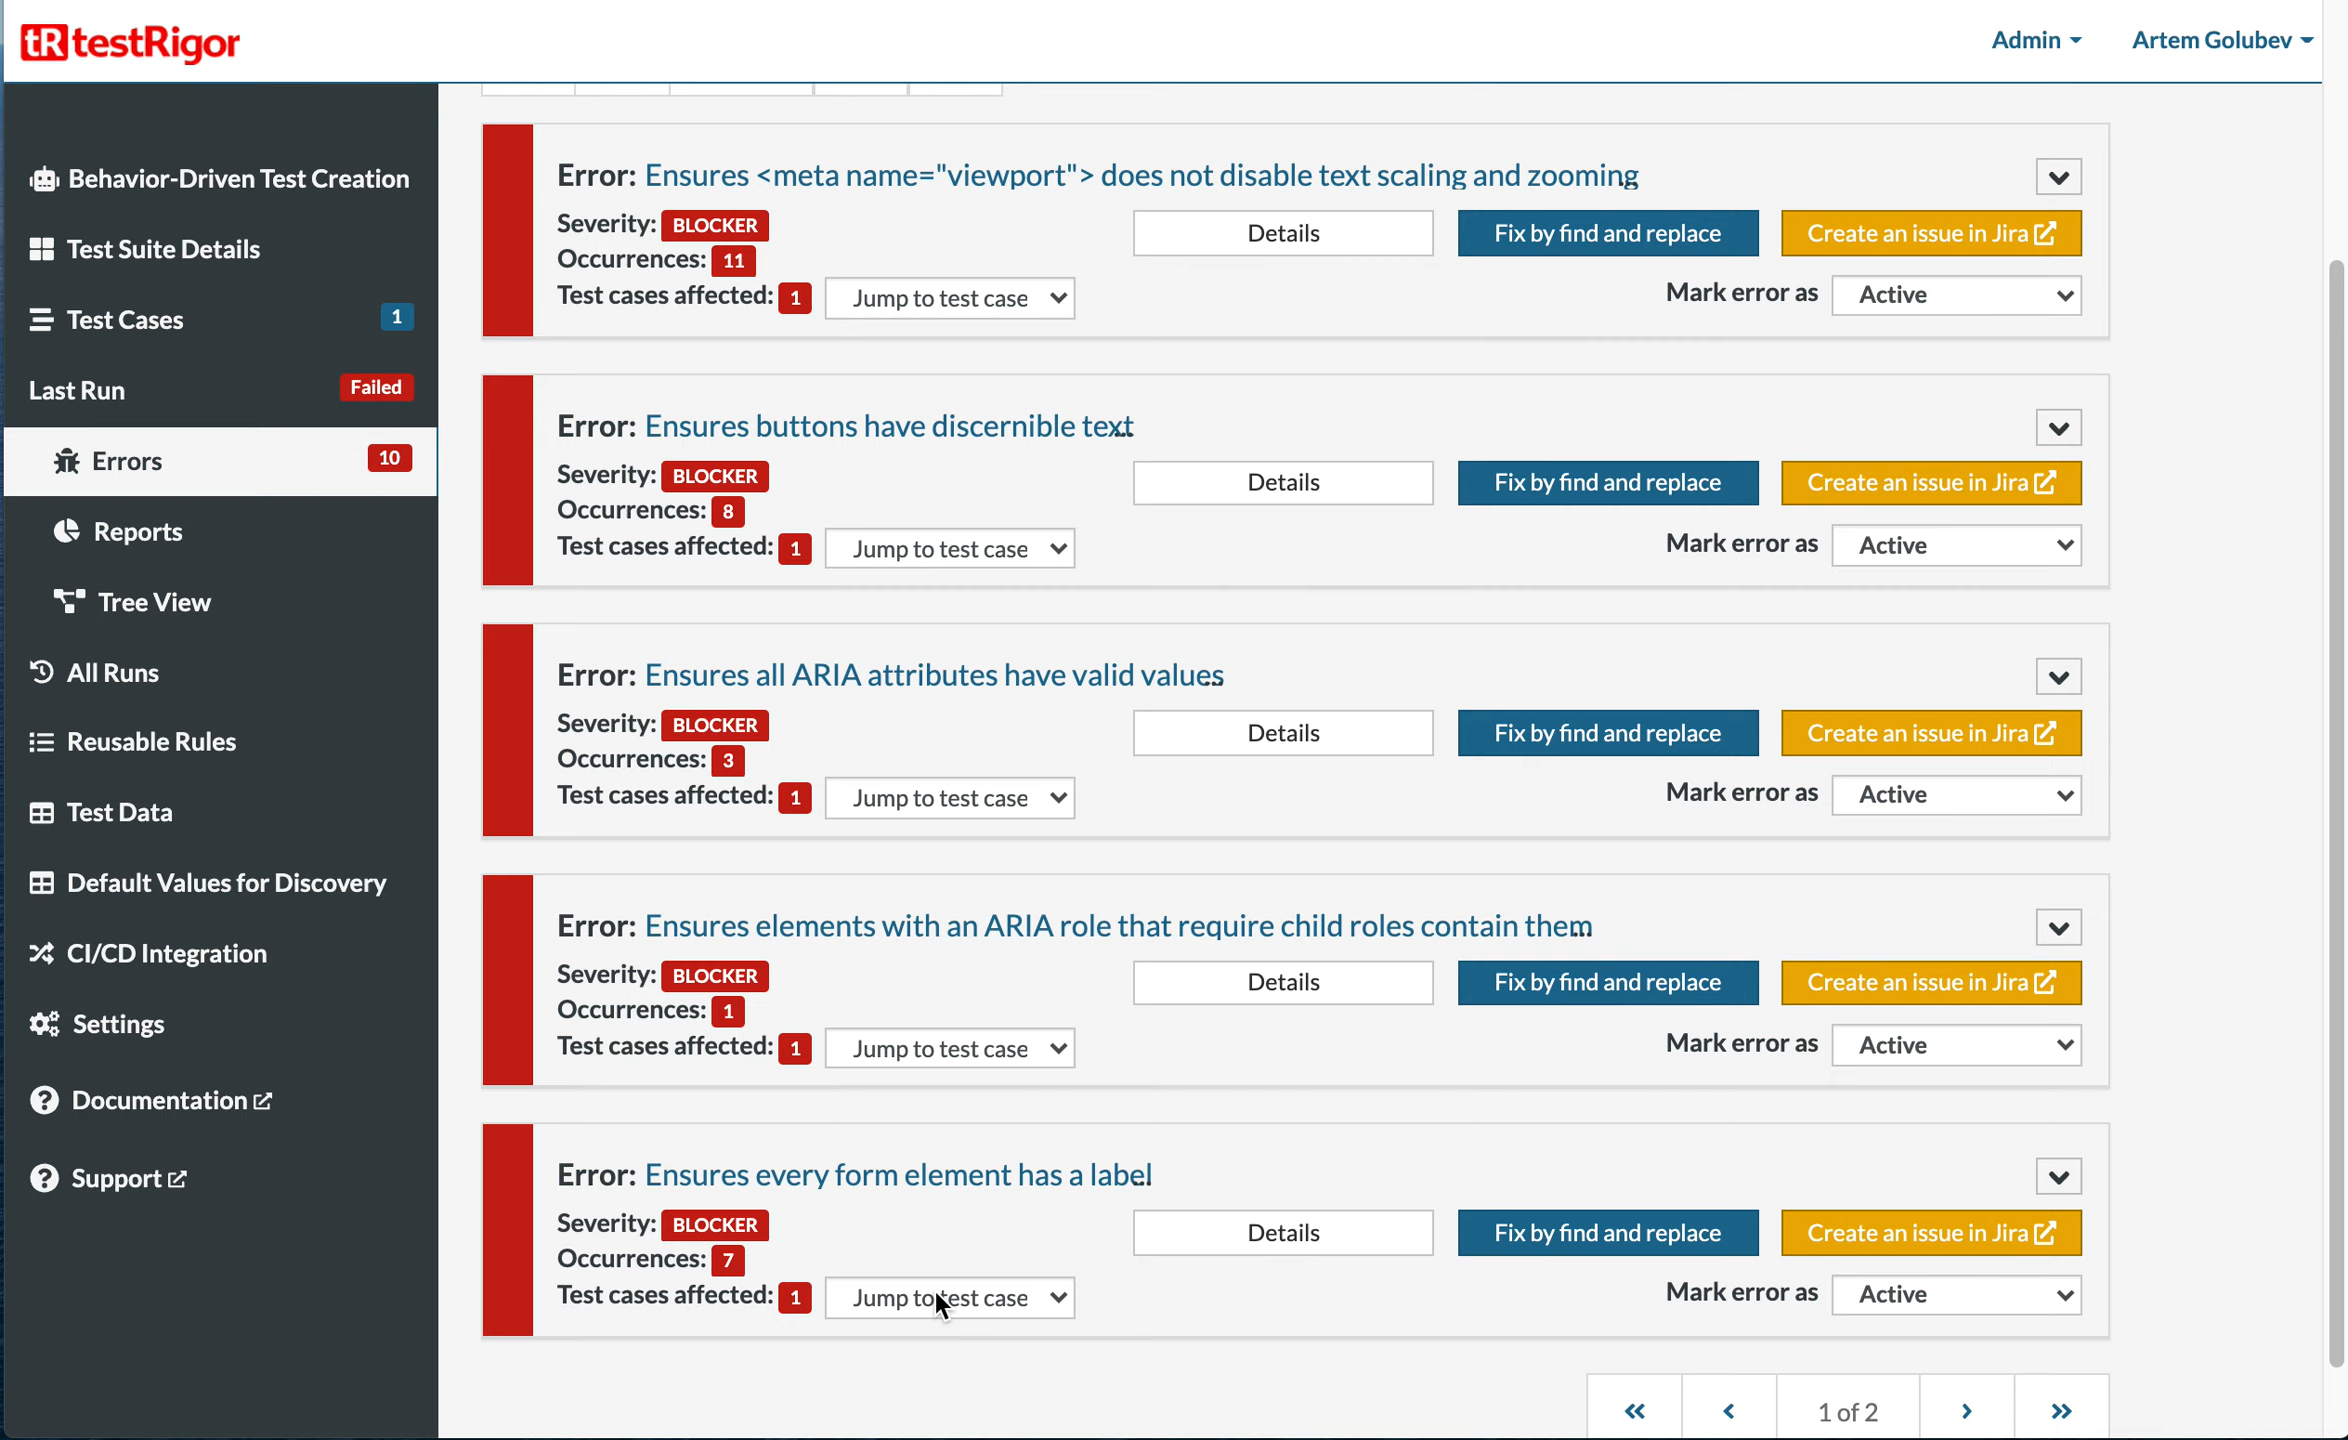 tR testRigor
Admin
Artem Golubev
Behavior-Driven Test Creation
Test Suite Details
Test Cases 1
Last Run Failed
Errors 10
Reports
Tree View
All Runs
Reusable Rules
Test Data
Default Values for Discovery
CI/CD Integration
Settings
Documentation
Support
Error: Ensures <meta name="viewport"> does not disable text scaling and zooming...
Severity: BLOCKER
Occurrences: 11
Test cases affected: 1 Jump to test case
Details
Fix by find and replace
Create an issue in Jira
Mark error as Active
Error: Ensures buttons have discernible text...
Severity: BLOCKER
Occurrences: 8
Test cases affected: 1 Jump to test case
Details
Fix by find and replace
Create an issue in Jira
Mark error as Active
Error: Ensures all ARIA attributes have valid values...
Severity: BLOCKER
Occurrences: 3
Test cases affected: 1 Jump to test case
Details
Fix by find and replace
Create an issue in Jira
Mark error as Active
Error: Ensures elements with an ARIA role that require child roles contain them...
Severity: BLOCKER
Occurrences: 1
Test cases affected: 1 Jump to test case
Details
Fix by find and replace
Create an issue in Jira
Mark error as Active
Error: Ensures every form element has a label...
Severity: BLOCKER
Occurrences: 7
Test cases affected: 1 Jump to test case
Details
Fix by find and replace
Create an issue in Jira
Mark error as Active
« ‹ 1 of 2 › »